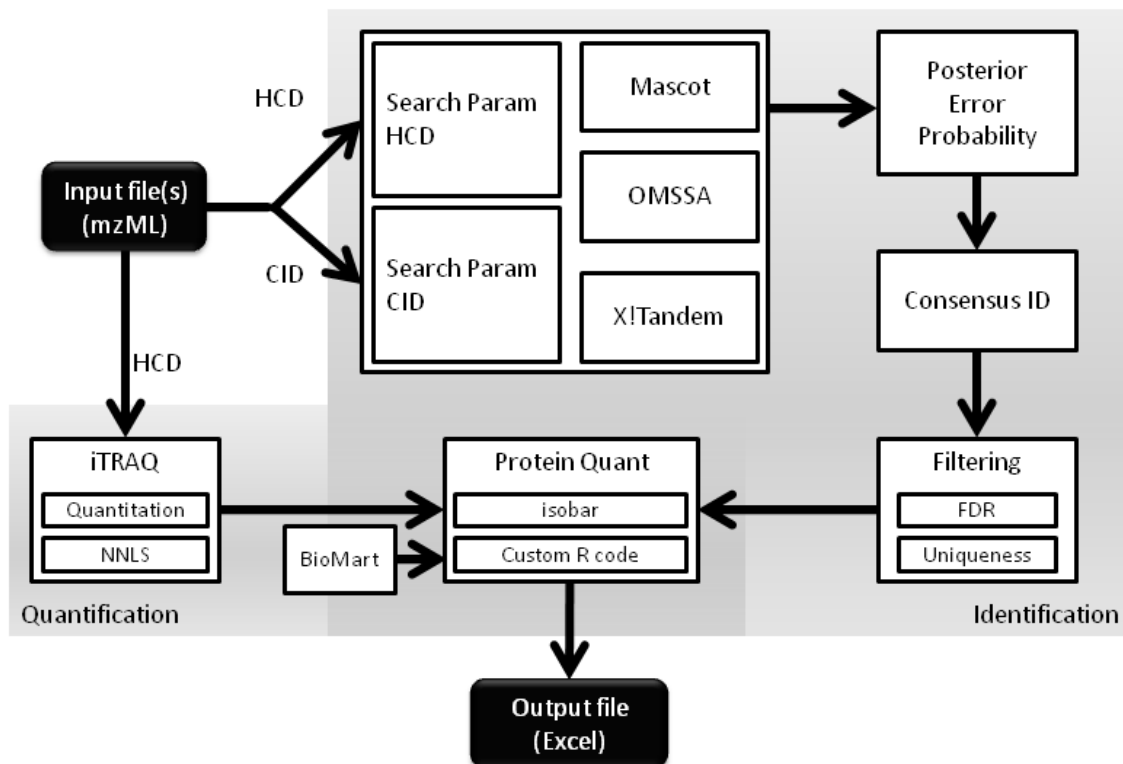 HCD
Search Param
HCD
Mascot
Posterior
Error
Probability
Input file(s)
(mzML)
OMSSA
CID
Search Param
CID
X!Tandem
Consensus ID
HCD
iTRAQ
Quantitation
NNLS
BioMart
Protein Quant
isobar
Custom R code
Filtering
FDR
Uniqueness
Quantification
Identification
Output file
(Excel)